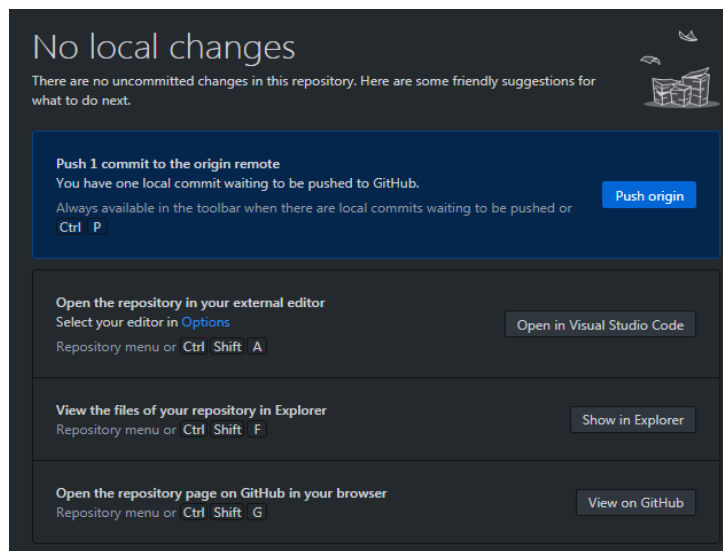 No local changes
There are no uncommitted changes in this repository. Here are some friendly suggestions for
what to do next.
Push 1 commit to the origin remote
You have one local commit waiting to be pushed to GitHub.
Always available in the toolbar when there are local commits waiting to be pushed or
Ctrl P
Push origin
Open the repository in your external editor
Select your editor in Options
Repository menu or Ctrl Shift A
Open in Visual Studio Code
View the files of your repository in Explorer
Repository menu or Ctrl Shift F
Show in Explorer
Open the repository page on GitHub in your browser
Repository menu or Ctrl Shift G
View on GitHub